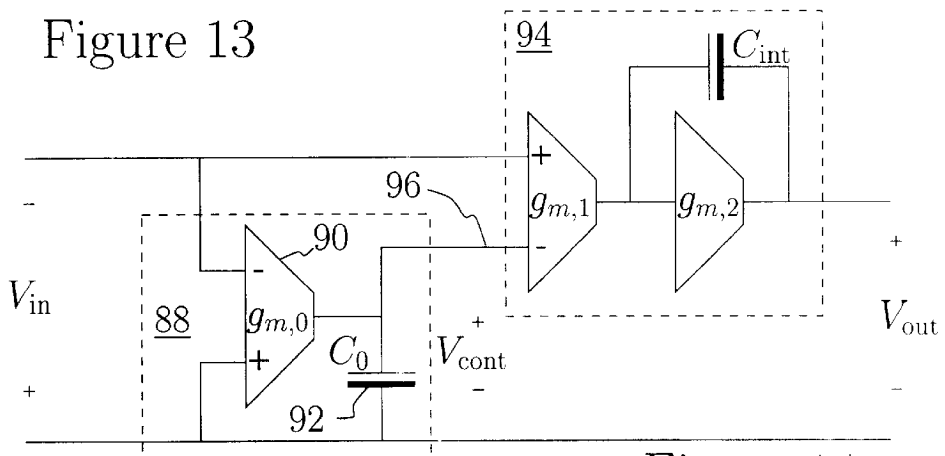 Figure 13
94
C_int
+
g_m,1
-
g_m,2
96
-
V_in
+
88
90
-
g_m,0
+
C_0
92
+
V_cont
-
+
V_out
-